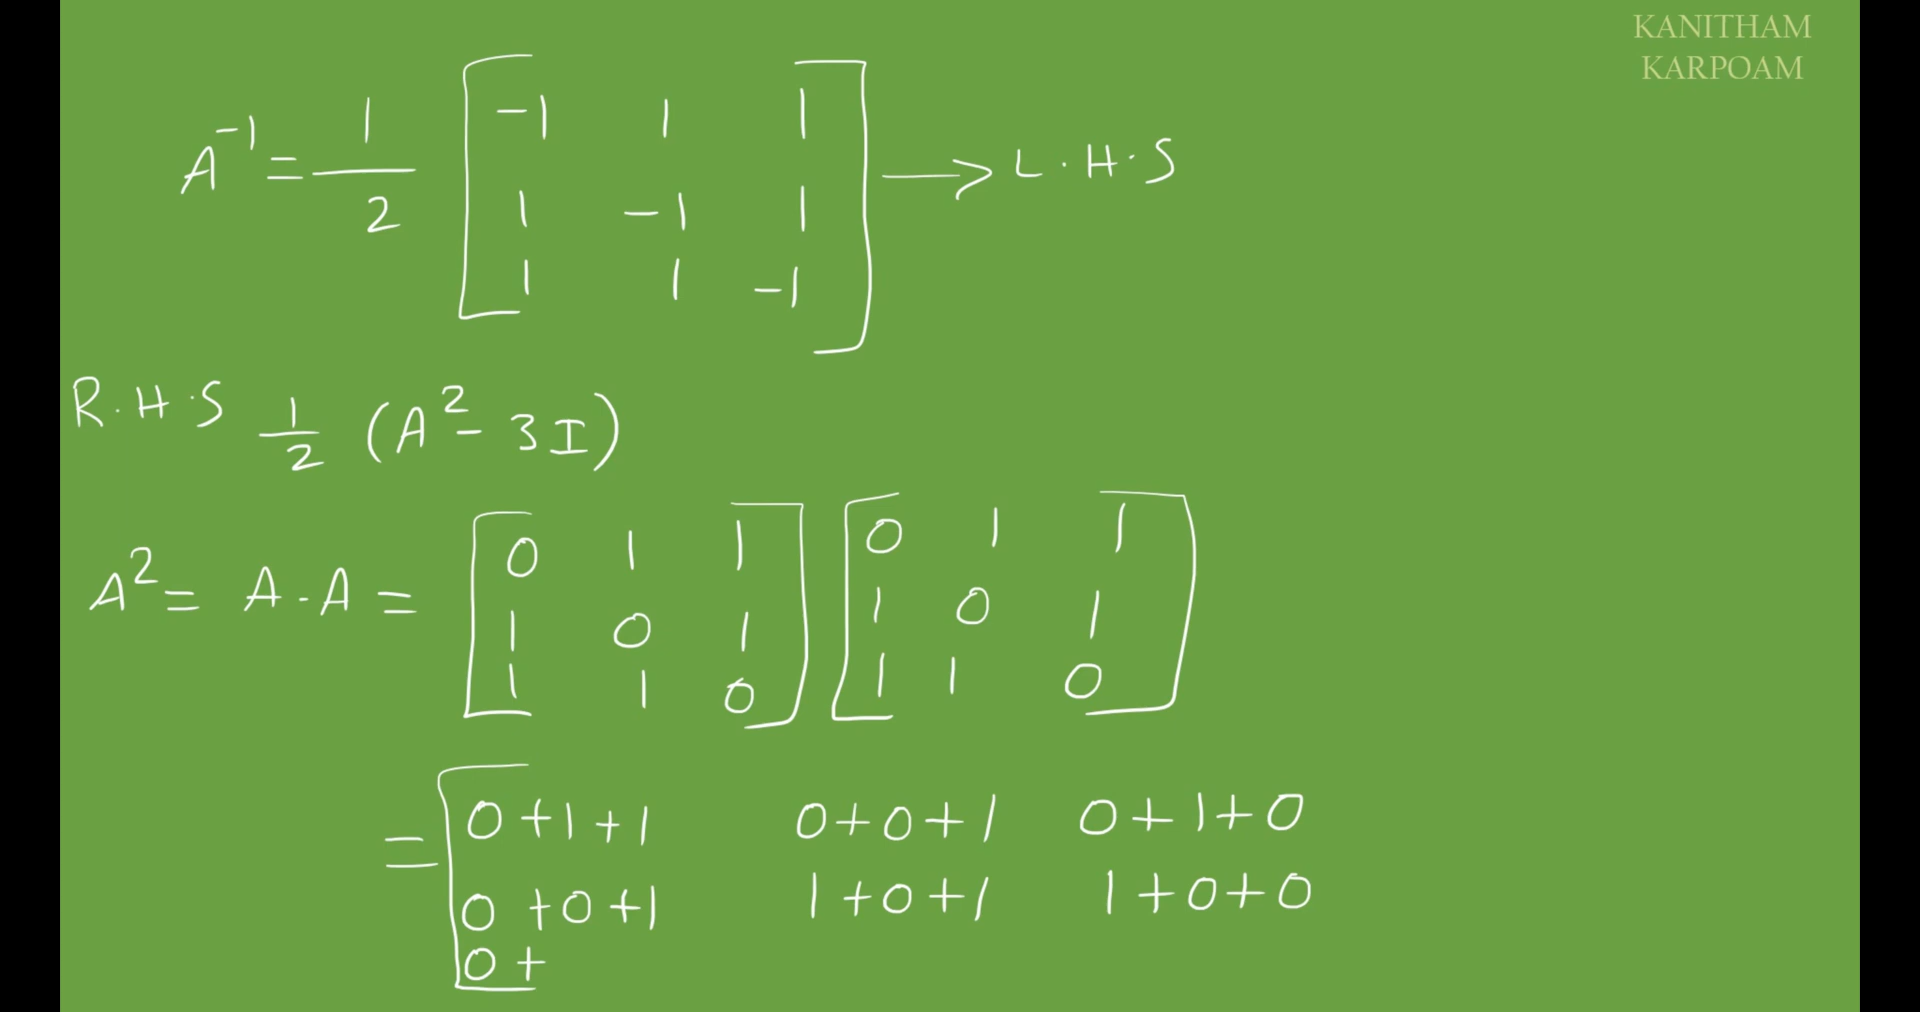 KANITHAM
KARPOAM
A⁻¹ = 1/2 [ -1 1 1
1 -1 1
1 1 -1 ] → L.H.S
R.H.S 1/2 (A² - 3I)
A² = A.A = [ 0 1 1 [ 0 1 1
1 0 1 1 0 1
1 1 0 ] 1 1 0 ]
= [ 0+1+1 0+0+1 0+1+0
0+0+1 1+0+1 1+0+0
0+